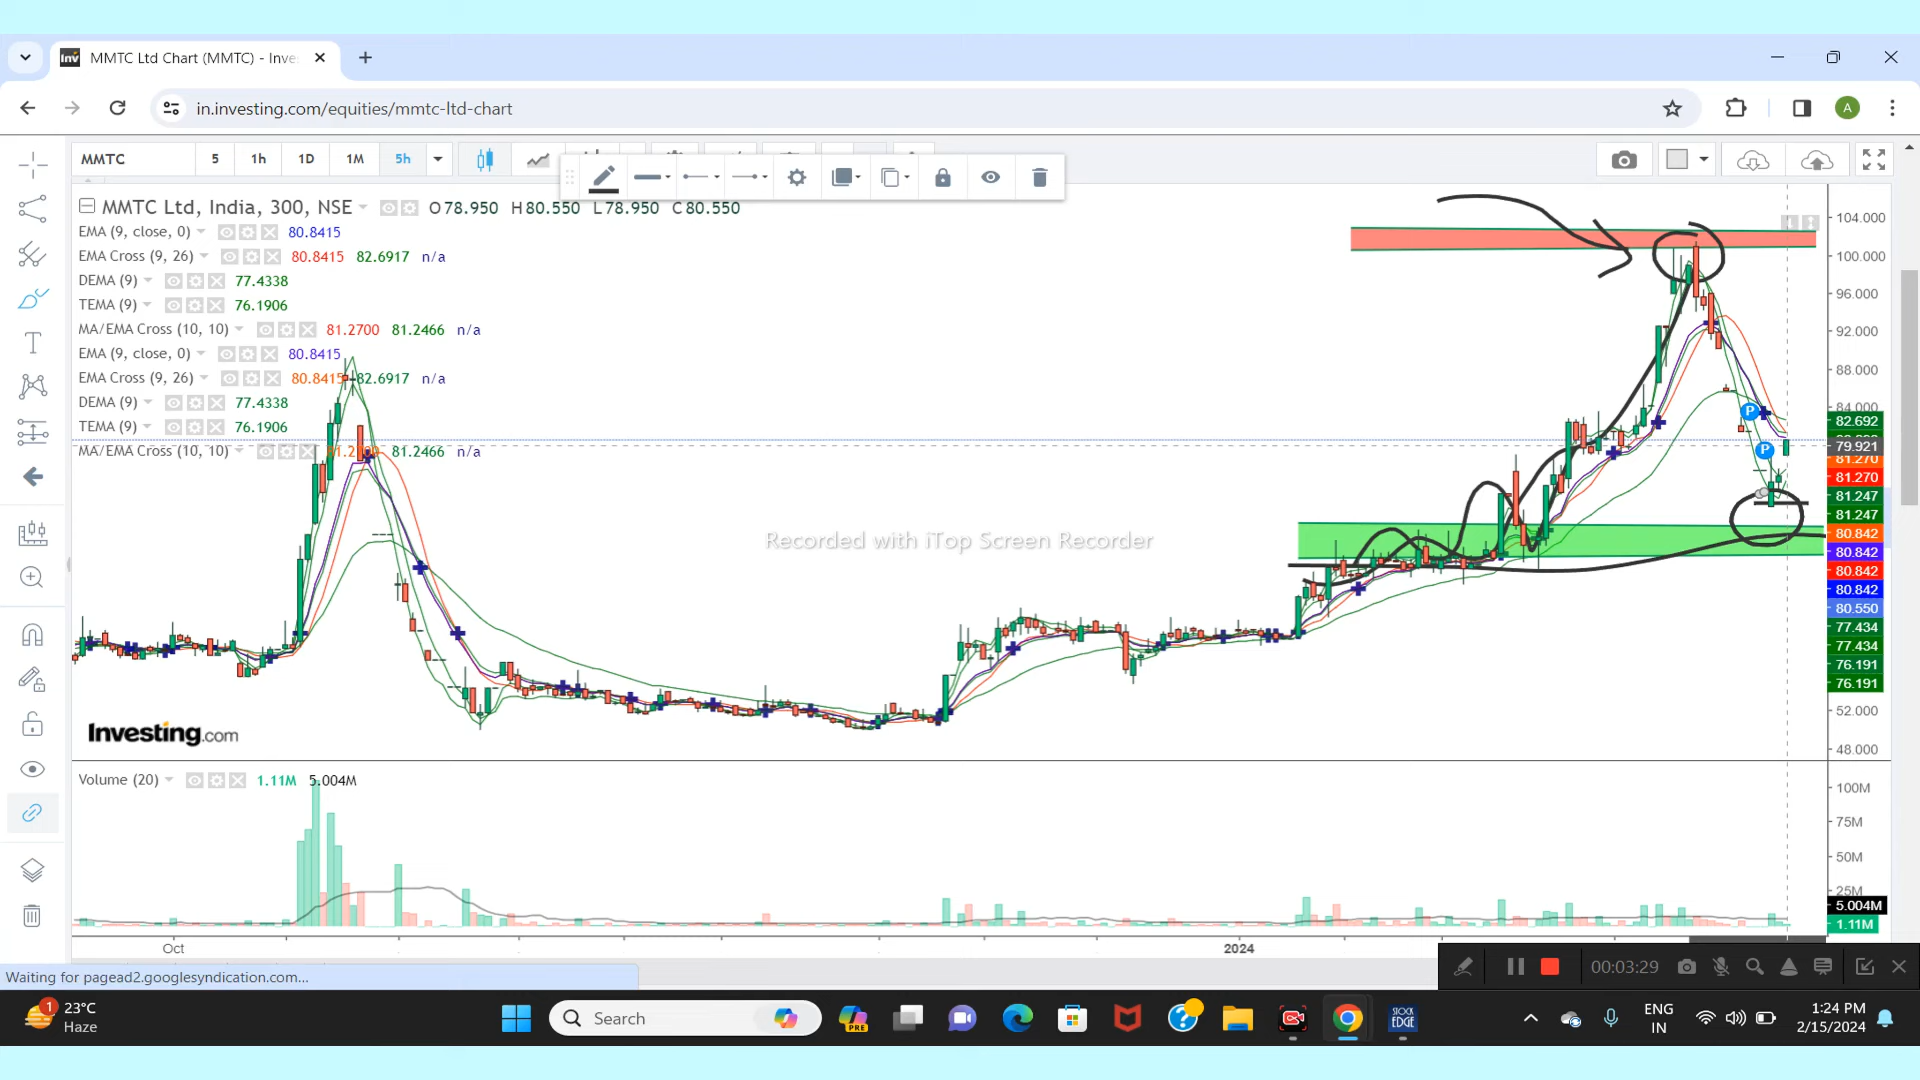 MMTC Ltd Chart (MMTC) - Inve
in.investing.com/equities/mmtc-ltd-chart
A
MMTC 5 1h 1D 1M 5h
MMTC Ltd, India, 300, NSE O78.950 H80.550 L78.950 C80.550
EMA (9, close, 0) 80.8415
EMA Cross (9, 26) 80.8415 82.6917 n/a
DEMA (9) 77.4338
TEMA (9) 76.1906
MA/EMA Cross (10, 10) 81.2700 81.2466 n/a
EMA (9, close, 0) 80.8415
EMA Cross (9, 26) 80.8415 82.6917 n/a
DEMA (9) 77.4338
TEMA (9) 76.1906
MA/EMA Cross (10, 10) 81.2466 n/a
104.000
100.000
96.000
92.000
88.000
84.000
82.692
79.921
81.270
81.270
81.247
81.247
80.842
80.842
80.842
80.842
80.550
77.434
77.434
76.191
76.191
52.000
48.000
P
P
Recorded with iTop Screen Recorder
Investing.com
Volume (20) 1.11M 5.004M
100M
75M
50M
25M
5.004M
1.11M
Oct 2024
00:03:29
Waiting for pagead2.googlesyndication.com...
1
23°C
Haze
Search
PRE
STOCK
EDGE
ENG
IN
1:24 PM
2/15/2024